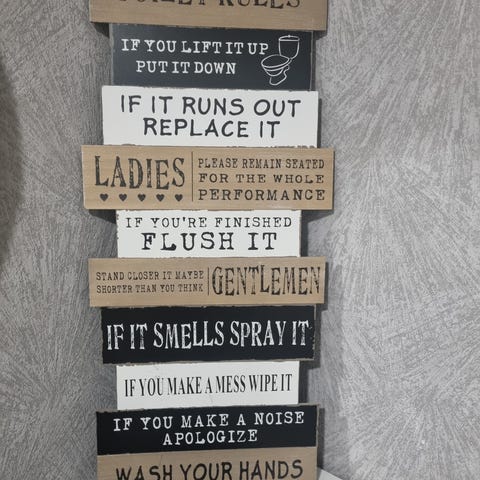 TOILET RULES
IF YOU LIFT IT UP
PUT IT DOWN
IF IT RUNS OUT
REPLACE IT
LADIES
PLEASE REMAIN SEATED
FOR THE WHOLE
PERFORMANCE
IF YOU'RE FINISHED
FLUSH IT
STAND CLOSER IT MAYBE
SHORTER THAN YOU THINK
GENTLEMEN
IF IT SMELLS SPRAY IT
IF YOU MAKE A MESS WIPE IT
IF YOU MAKE A NOISE
APOLOGIZE
WASH YOUR HANDS